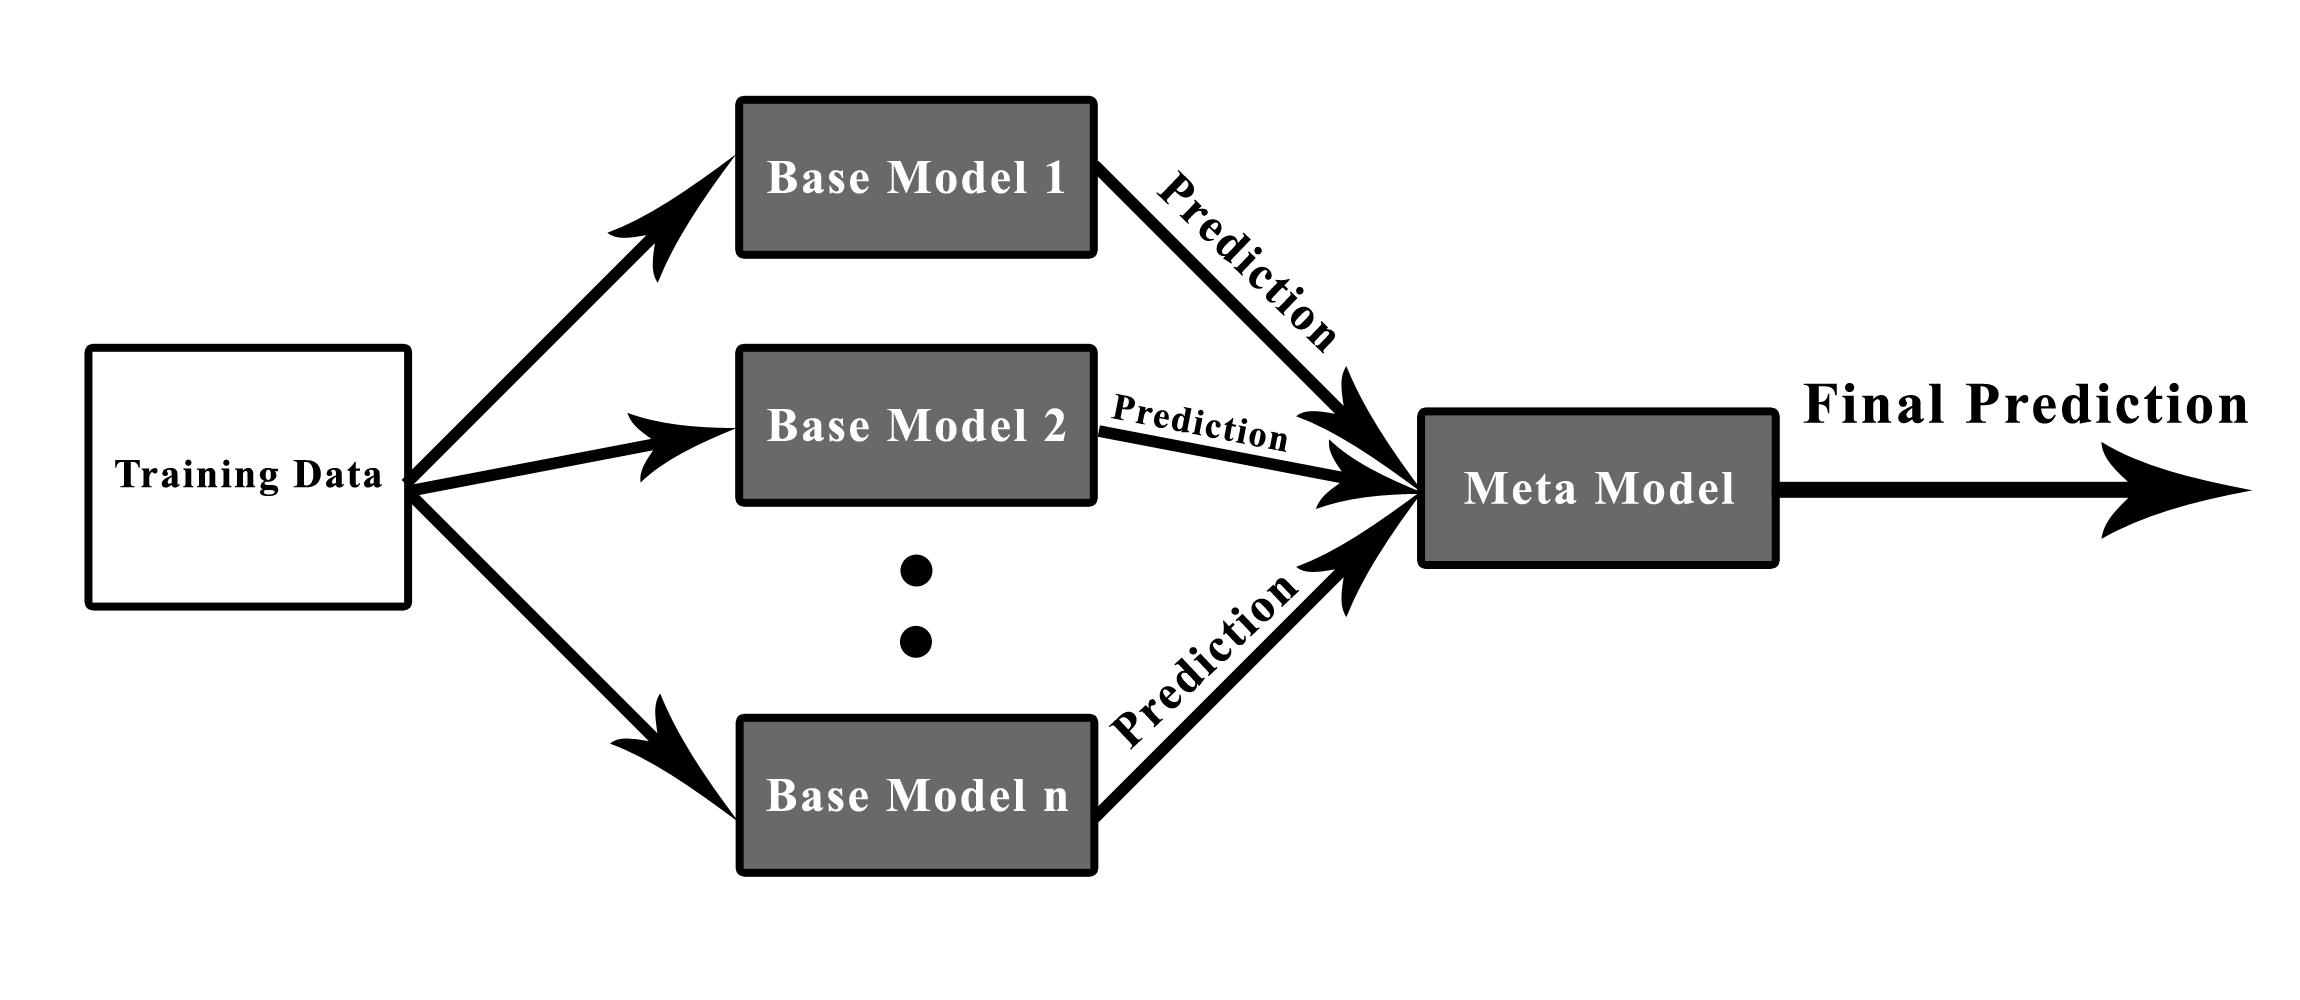 Training Data
Base Model 1
Base Model 2
Base Model n
Prediction
Prediction
Prediction
Meta Model
Final Prediction